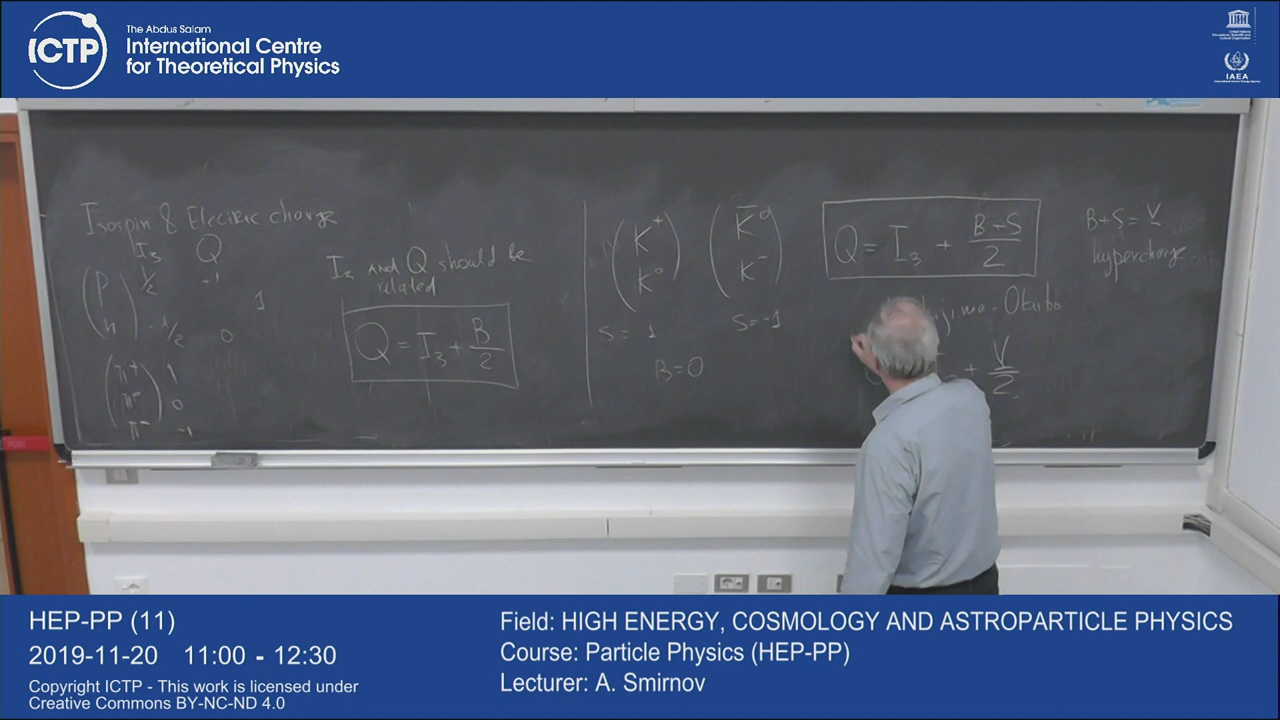 The Abdus Salam
ICTP
International Centre
for Theoretical Physics
IAEA
Isospin & Electric charge
I₃ Q
P 1/2 -1
1
n -1/2 0
π⁺ 1
π⁰ 0
π⁻ -1
I₃ AND Q should be
related
Q = I₃ + B/2
K⁺
K⁰
K̄⁰
K⁻
S = 1
S = -1
B = 0
Q = I₃ + (B+S)/2
B+S = Y
hypercharge
jima - Okubo
+ Y/2
HEP-PP (11)
2019-11-20 11:00 - 12:30
Copyright ICTP - This work is licensed under
Creative Commons BY-NC-ND 4.0
Field: HIGH ENERGY, COSMOLOGY AND ASTROPARTICLE PHYSICS
Course: Particle Physics (HEP-PP)
Lecturer: A. Smirnov